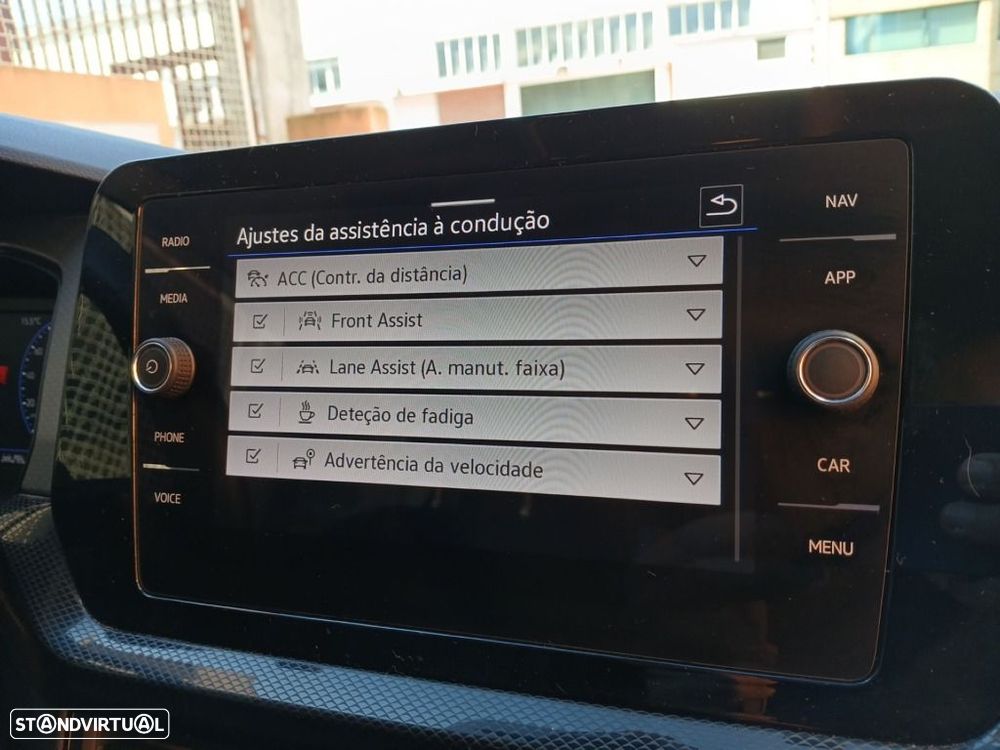 RADIO
MEDIA
PHONE
VOICE
Ajustes da assistência à condução
ACC (Contr. da distância)
Front Assist
Lane Assist (A. manut. faixa)
Deteção de fadiga
Advertência da velocidade
NAV
APP
CAR
MENU
STANDVIRTUAL